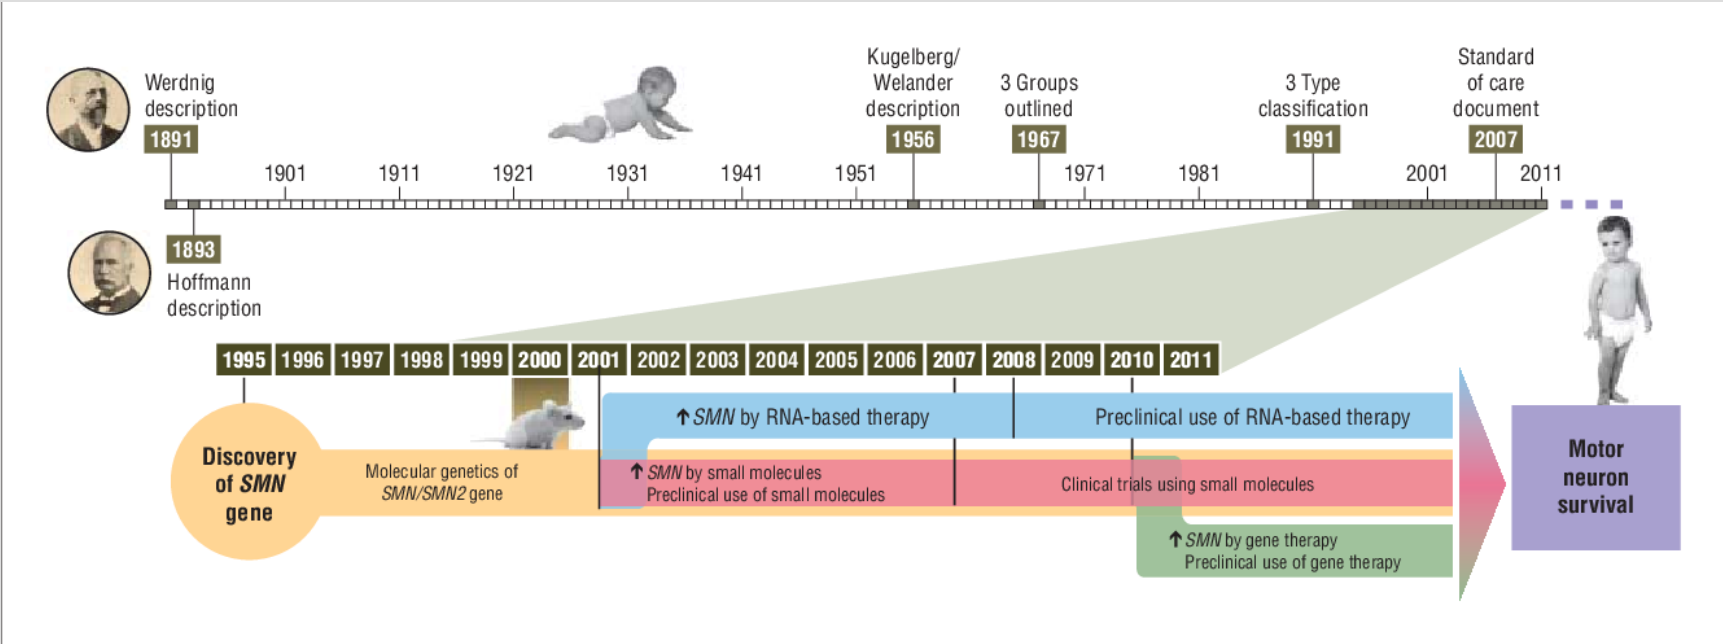 Werdnig
description
1891
Kugelberg/
Welander
description
1956
3 Groups
outlined
1967
3 Type
classification
1991
Standard
of care
document
2007
1901
1911
1921
1931
1941
1951
1971
1981
2001
2011
1893
Hoffmann
description
1995
1996
1997
1998
1999
2000
2001
2002
2003
2004
2005
2006
2007
2008
2009
2010
2011
Discovery
of SMN
gene
Molecular genetics of
SMN/SMN2 gene
↑ SMN by RNA-based therapy
Preclinical use of RNA-based therapy
↑ SMN by small molecules
Preclinical use of small molecules
Clinical trials using small molecules
↑ SMN by gene therapy
Preclinical use of gene therapy
Motor
neuron
survival